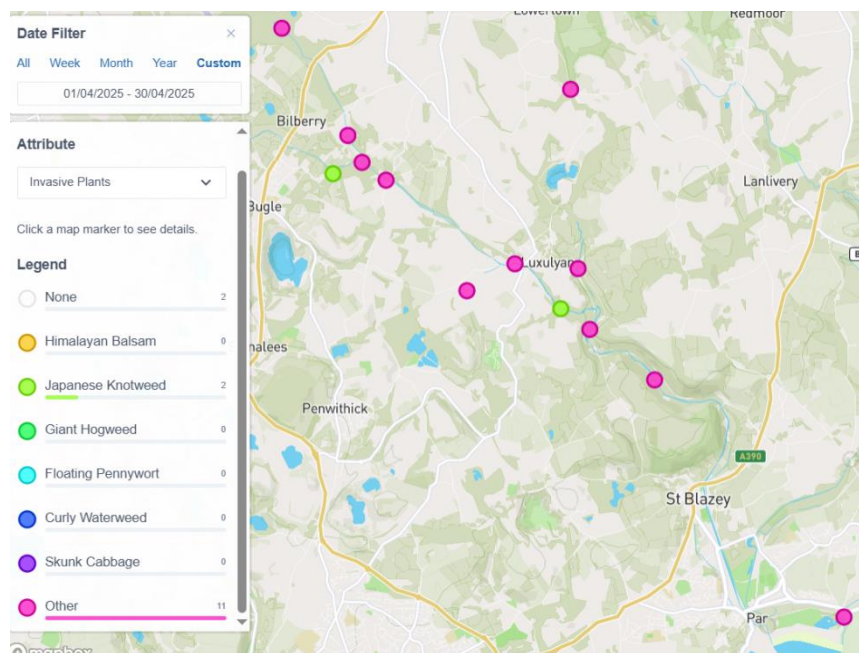 Date Filter ×
All Week Month Year Custom
01/04/2025 - 30/04/2025
Attribute
Invasive Plants
Click a map marker to see details.
Legend
None 2
Himalayan Balsam 0
Japanese Knotweed 2
Giant Hogweed 0
Floating Pennywort 0
Curly Waterweed 0
Skunk Cabbage 0
Other 11
Lowertown
Redmoor
Bilberry
Lanlivery
Bugle
Luxulyan
nalees
Penwithick
A390
St Blazey
Par
mapbox